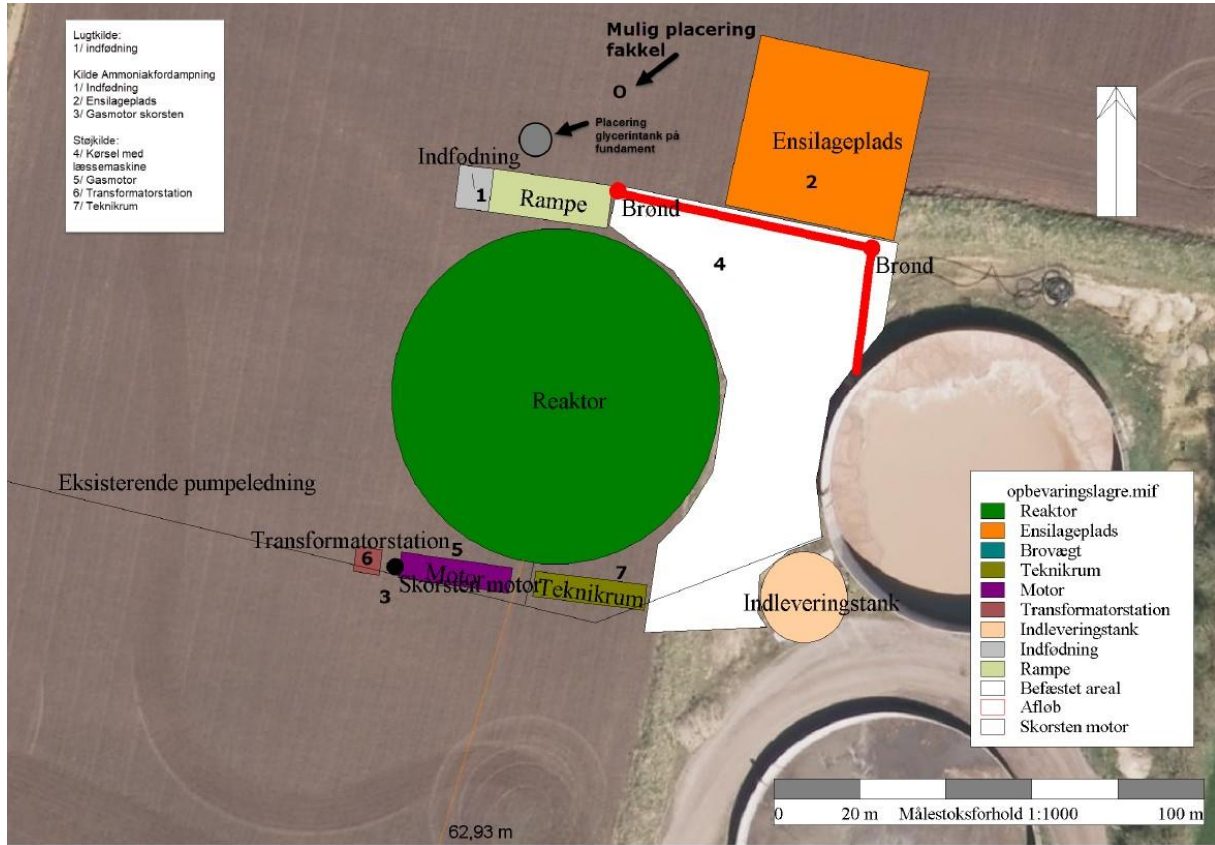 Lugtkilde:
1/ indfødning
Kilde Ammoniakfordampning
1/ Indfødning
2/ Ensilageplads
3/ Gasmotor skorsten
Støjkilde:
4/ Kørsel med
læssemaskine
5/ Gasmotor
6/ Transformatorstation
7/ Teknikrum
Mulig placering
fakkel
O
Placering
glycerintank på
fundament
Indfødning
1
Rampe
Brønd
Ensilageplads
2
Brønd
4
Reaktor
Eksisterende pumpeledning
Transformatorstation
6
5
Motor
Skorsten motor
3
7
Teknikrum
Indleveringstank
opbevaringslagre.mif
Reaktor
Ensilageplads
Brovægt
Teknikrum
Motor
Transformatorstation
Indleveringstank
Indfødning
Rampe
Befæstet areal
Afløb
Skorsten motor
0 20 m Målestoksforhold 1:1000 100 m
62,93 m